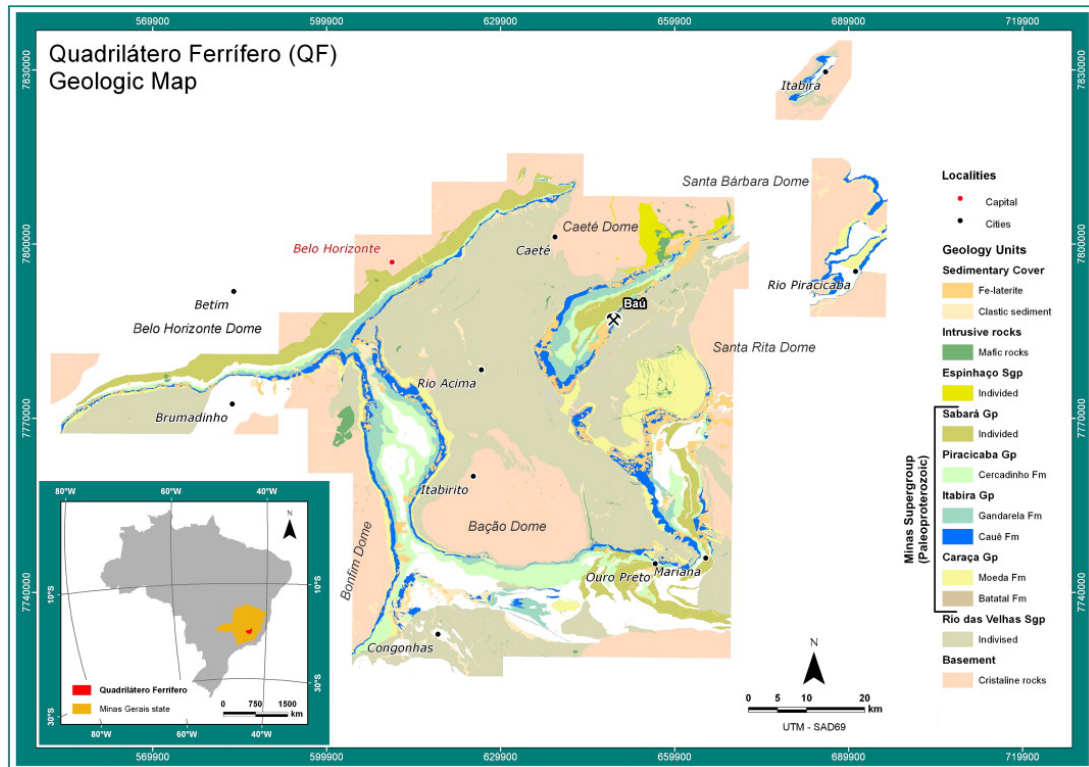 569900 599900 629900 659900 689900 719900
Quadrilátero Ferrífero (QF)
Geologic Map
7830000
7830000
Itabira
Santa Bárbara Dome
Localities
Capital
Cities
Caeté Dome
Belo Horizonte
Caeté
7800000
7800000
Geology Units
Sedimentary Cover
Fe-laterite
Clastic sediment
Rio Piracicaba
Betim
Baú
Belo Horizonte Dome
Intrusive rocks
Mafic rocks
Santa Rita Dome
Espinhaço Sgp
Individed
Rio Acima
Brumadinho
7770000
7770000
Minas Supergroup
(Paleoproterozoic)
Sabará Gp
Individed
Piracicaba Gp
Cercadinho Fm
Itabira Gp
Gandarela Fm
Cauê Fm
Caraça Gp
Moeda Fm
Batatal Fm
Rio das Velhas Sgp
Indivised
Basement
Cristaline rocks
Itabirito
Bação Dome
Bonfim Dome
Ouro Preto
Mariana
7740000
7740000
Congonhas
N
0 5 10 20
km
UTM - SAD69
80°W 60°W 40°W
N
10°S
10°S
30°S
30°S
Quadrilátero Ferrífero
Minas Gerais state
0 750 1500
km
80°W 60°W 40°W
569900 599900 629900 659900 689900 719900